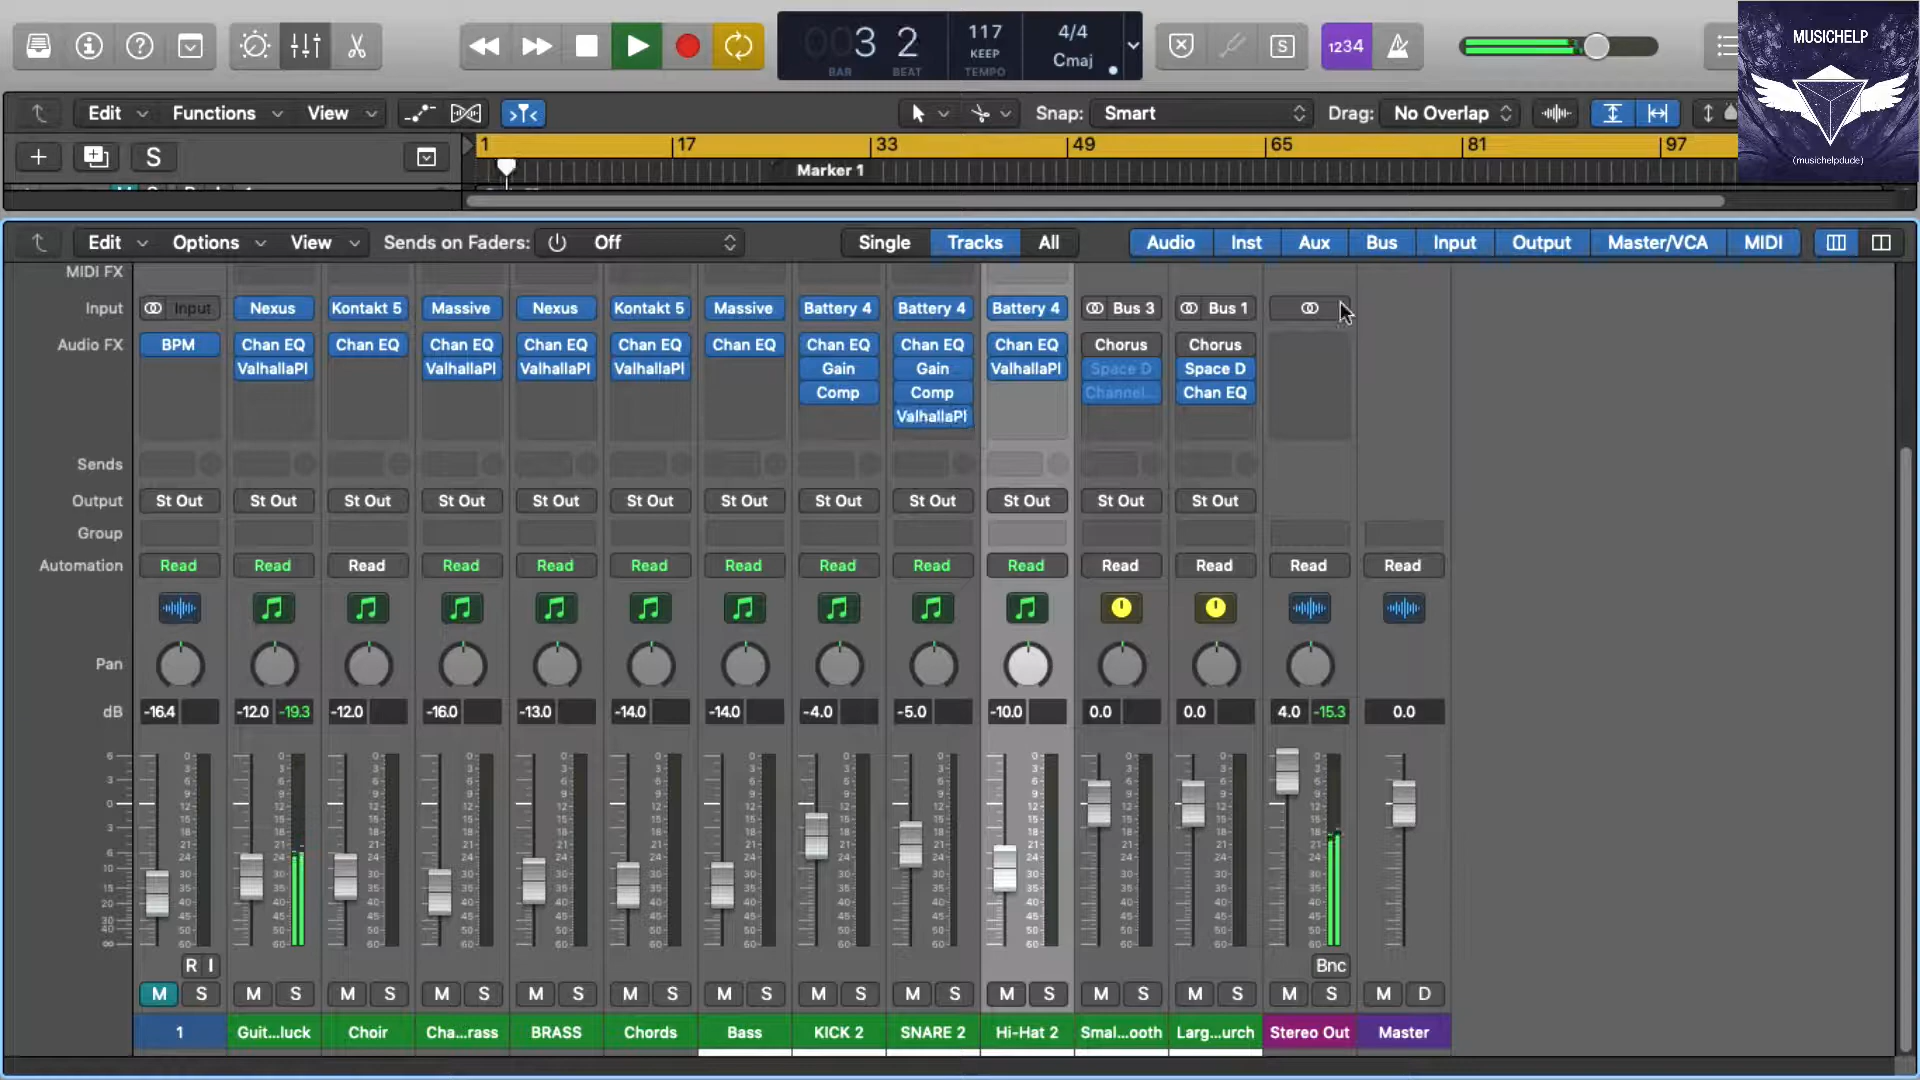 MUSICHELP
(musichelpdude)
3 2 117 KEEP 4/4 Cmaj
BAR BEAT TEMPO
S 1234
Edit Functions View Snap: Smart Drag: No Overlap
S 1 17 33 49 65 81 97
Marker 1
Edit Options View Sends on Faders: Off Single Tracks All Audio Inst Aux Bus Input Output Master/VCA MIDI
MIDI FX
Input Input Nexus Kontakt 5 Massive Nexus Kontakt 5 Massive Battery 4 Battery 4 Battery 4 Bus 3 Bus 1
Audio FX BPM Chan EQ Chan EQ Chan EQ Chan EQ Chan EQ Chan EQ Chan EQ Chan EQ Chan EQ Chorus Chorus
ValhallaPl ValhallaPl ValhallaPl ValhallaPl Gain Gain ValhallaPl Space D Space D
Comp Comp Channel... Chan EQ
ValhallaPl
Sends
Output St Out St Out St Out St Out St Out St Out St Out St Out St Out St Out St Out St Out
Group
Automation Read Read Read Read Read Read Read Read Read Read Read Read Read Read
Pan
dB -16.4 -12.0 -19.3 -12.0 -16.0 -13.0 -14.0 -14.0 -4.0 -5.0 -10.0 0.0 0.0 4.0 -15.3 0.0
R I Bnc
M S M S M S M S M S M S M S M S M S M S M S M S M S M D
1 Guit...luck Choir Cha...rass BRASS Chords Bass KICK 2 SNARE 2 Hi-Hat 2 Smal...ooth Larg...urch Stereo Out Master